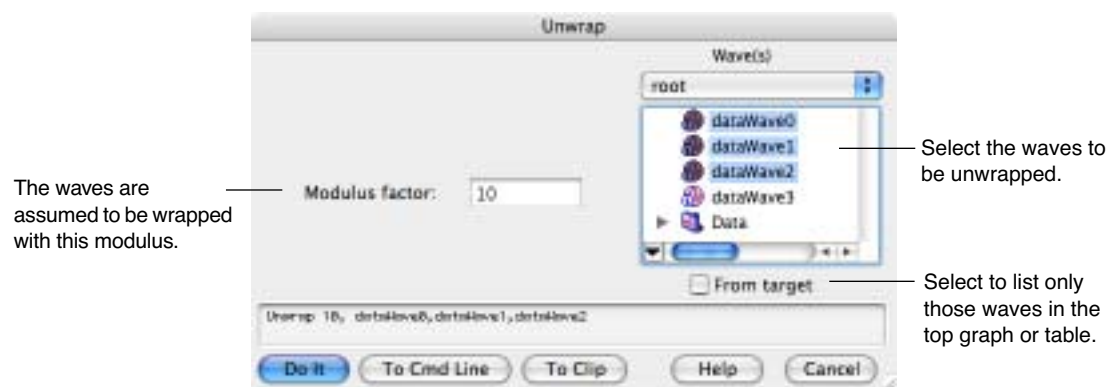 Unwrap
Wave(s)
root
dataWave0
dataWave1
dataWave2
dataWave3
Data
Select the waves to
be unwrapped.
The waves are
assumed to be wrapped
with this modulus.
Modulus factor:
10
From target
Select to list only
those waves in the
top graph or table.
Unwrap 10, dataWave0,dataWave1,dataWave2
Do It
To Cmd Line
To Clip
Help
Cancel